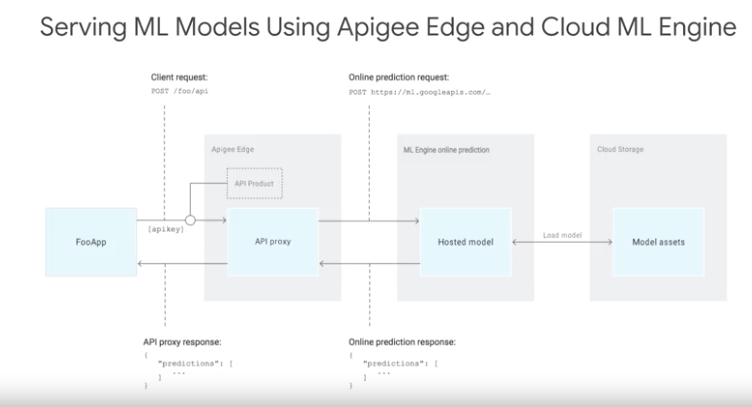 Serving ML Models Using Apigee Edge and Cloud ML Engine
Client request:
POST /foo/api
Online prediction request:
POST https://ml.googleapis.com/…
Apigee Edge
ML Engine online prediction
Cloud Storage
API Product
FooApp
[apikey]
API proxy
Hosted model
Load model
Model assets
API proxy response:
{
"predictions": [
...
]
}
Online prediction response:
{
"predictions": [
...
]
}